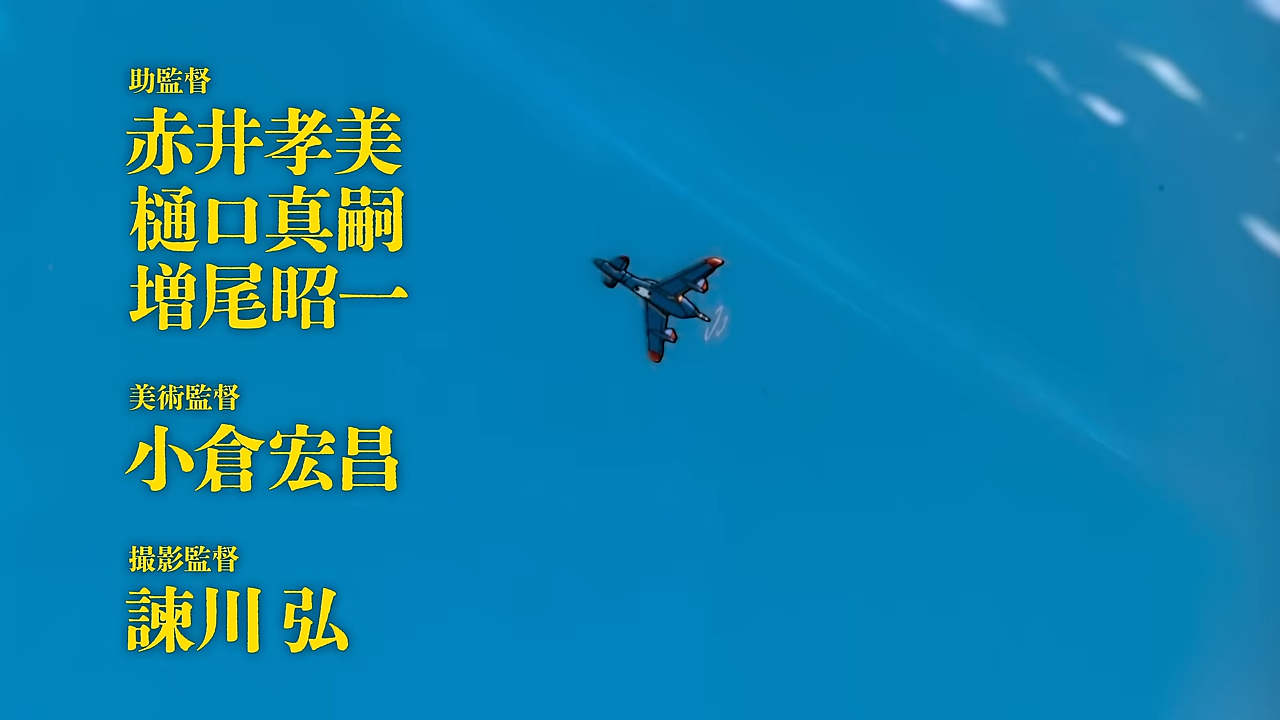 助監督
赤井孝美
樋口真嗣
増尾昭一
美術監督
小倉宏昌
撮影監督
諫川 弘